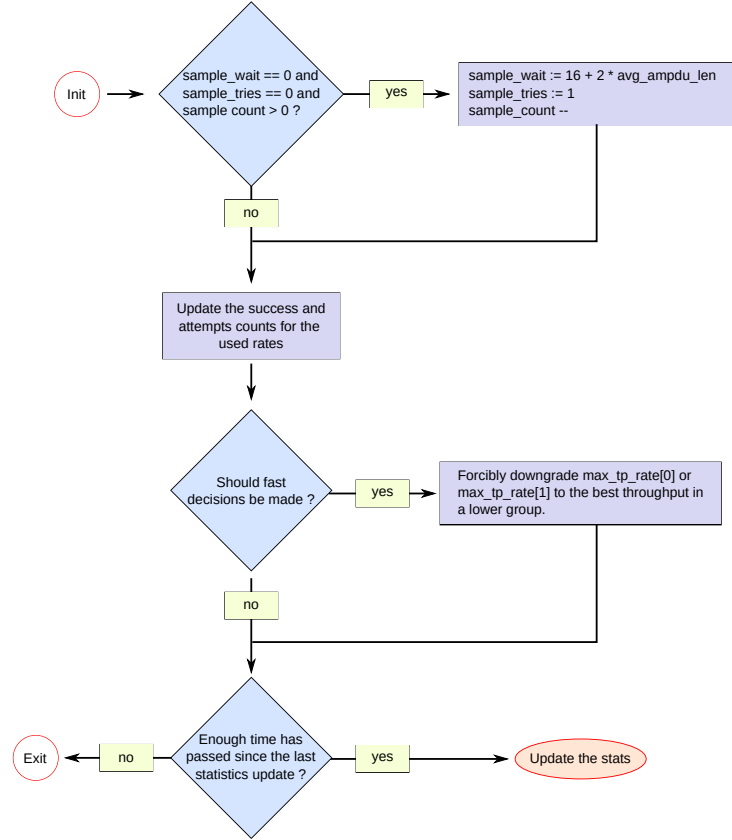 Init
sample_wait == 0 and
sample_tries == 0 and
sample count > 0 ?
yes
sample_wait := 16 + 2 * avg_ampdu_len
sample_tries := 1
sample_count --
no
Update the success and
attempts counts for the
used rates
Should fast
decisions be made ?
yes
Forcibly downgrade max_tp_rate[0] or
max_tp_rate[1] to the best throughput in
a lower group.
no
Exit
no
Enough time has
passed since the last
statistics update ?
yes
Update the stats